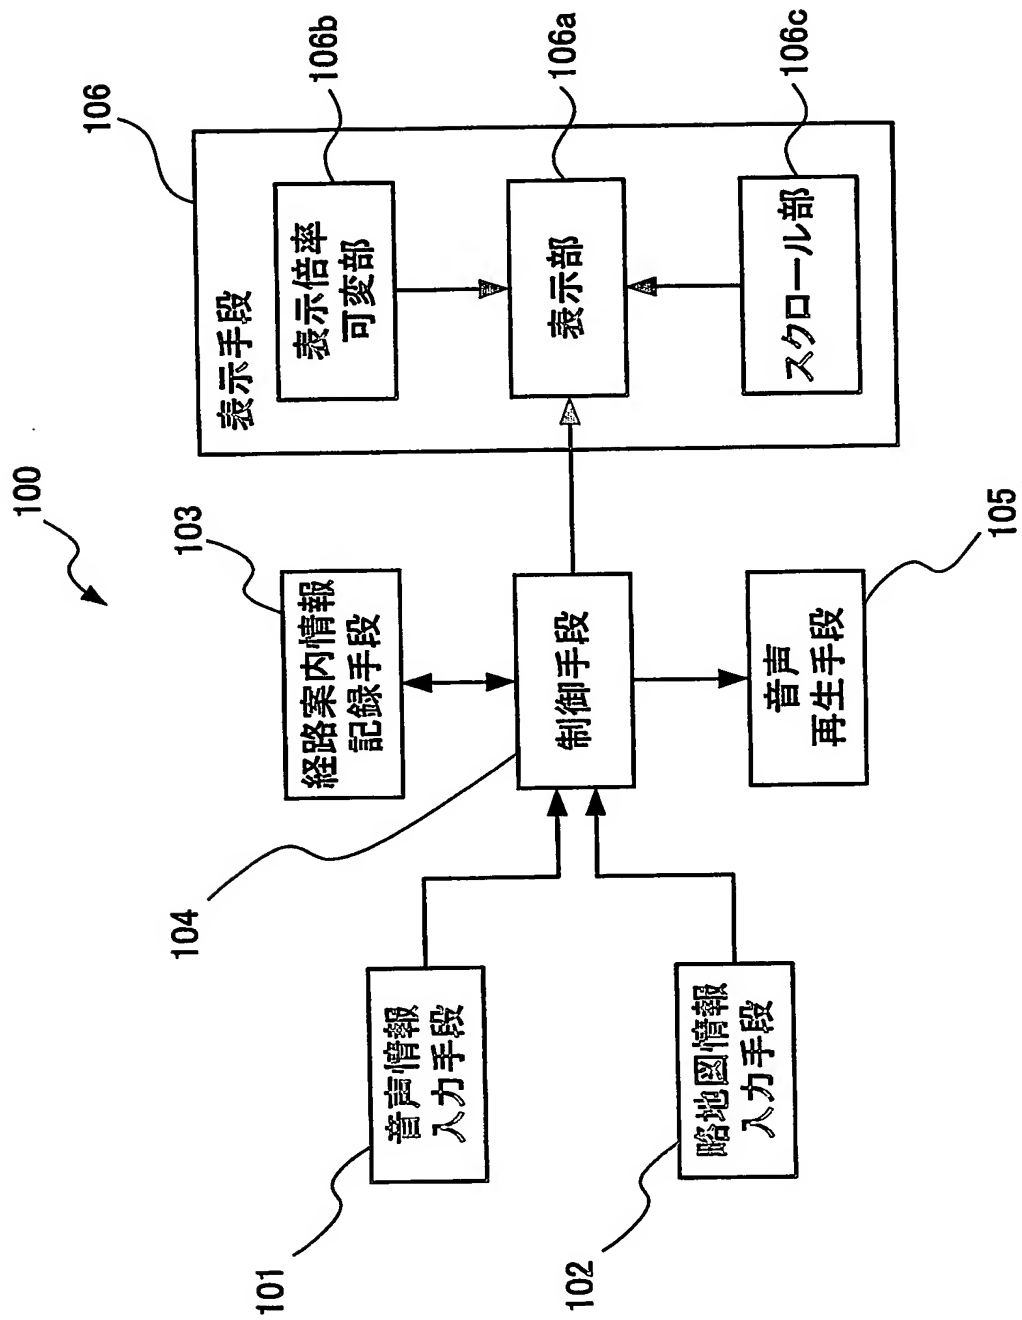 100
101
音声情報
入力手段
102
略地図情報
入力手段
103
経路案内情報
記録手段
104
制御手段
105
音声
再生手段
106
表示手段
106b
表示倍率
可変部
106a
表示部
106c
スクロール部